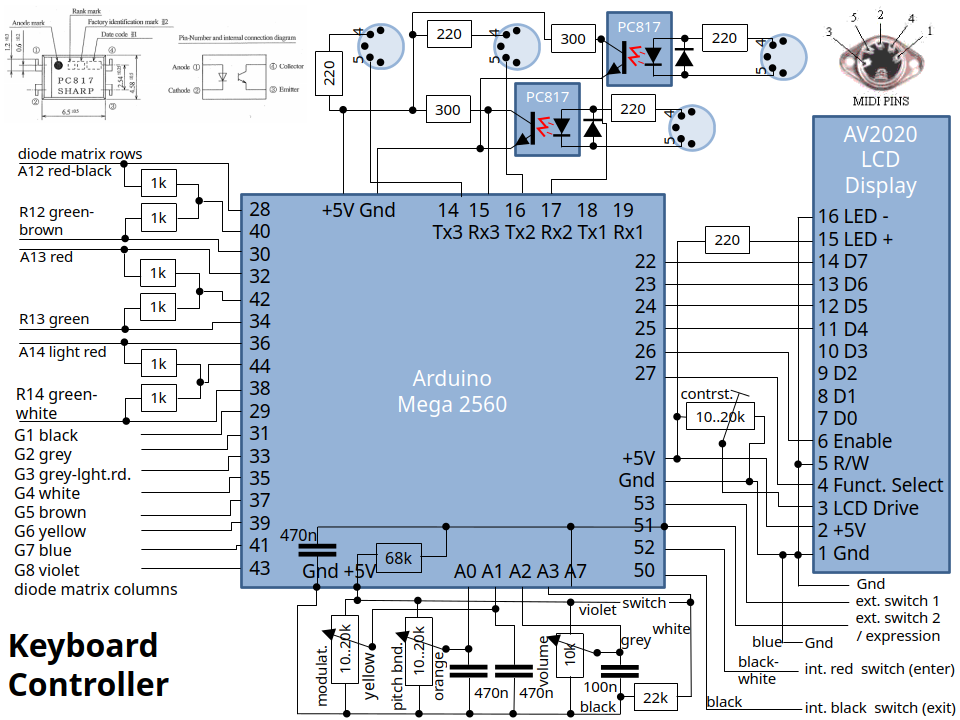 Anode mark
Rank mark
Factory identification mark
Date code
PC817
SHARP
Pin-Number and internal connection diagram
Anode ①
④ Collector
Cathode ②
③ Emitter
220
4
5
220
4
5
300
PC817
220
4
5
300
PC817
220
4
5
5
2
4
3
1
MIDI PINS
diode matrix rows
A12 red-black
1k
R12 green-
brown
1k
A13 red
1k
1k
R13 green
A14 light red
1k
R14 green-
white
1k
G1 black
G2 grey
G3 grey-lght.rd.
G4 white
G5 brown
G6 yellow
G7 blue
G8 violet
diode matrix columns
28
40
30
32
42
34
36
44
38
29
31
33
35
37
39
41
43
+5V Gnd
14 15 16 17 18 19
Tx3 Rx3 Tx2 Rx2 Tx1 Rx1
22
23
24
25
26
27
Arduino
Mega 2560
+5V
Gnd
53
51
52
50
470n
68k
Gnd +5V
A0 A1 A2 A3 A7
220
contrst.
10..20k
AV2020
LCD
Display
16 LED -
15 LED +
14 D7
13 D6
12 D5
11 D4
10 D3
9 D2
8 D1
7 D0
6 Enable
5 R/W
4 Funct. Select
3 LCD Drive
2 +5V
1 Gnd
Gnd
ext. switch 1
ext. switch 2
/ expression
blue
Gnd
black-
white
int. red switch (enter)
black
int. black switch (exit)
Keyboard
Controller
modulat.
10..20k
yellow
pitch bnd.
10..20k
orange
470n
470n
volume
10k
violet
switch
white
grey
100n
black
22k